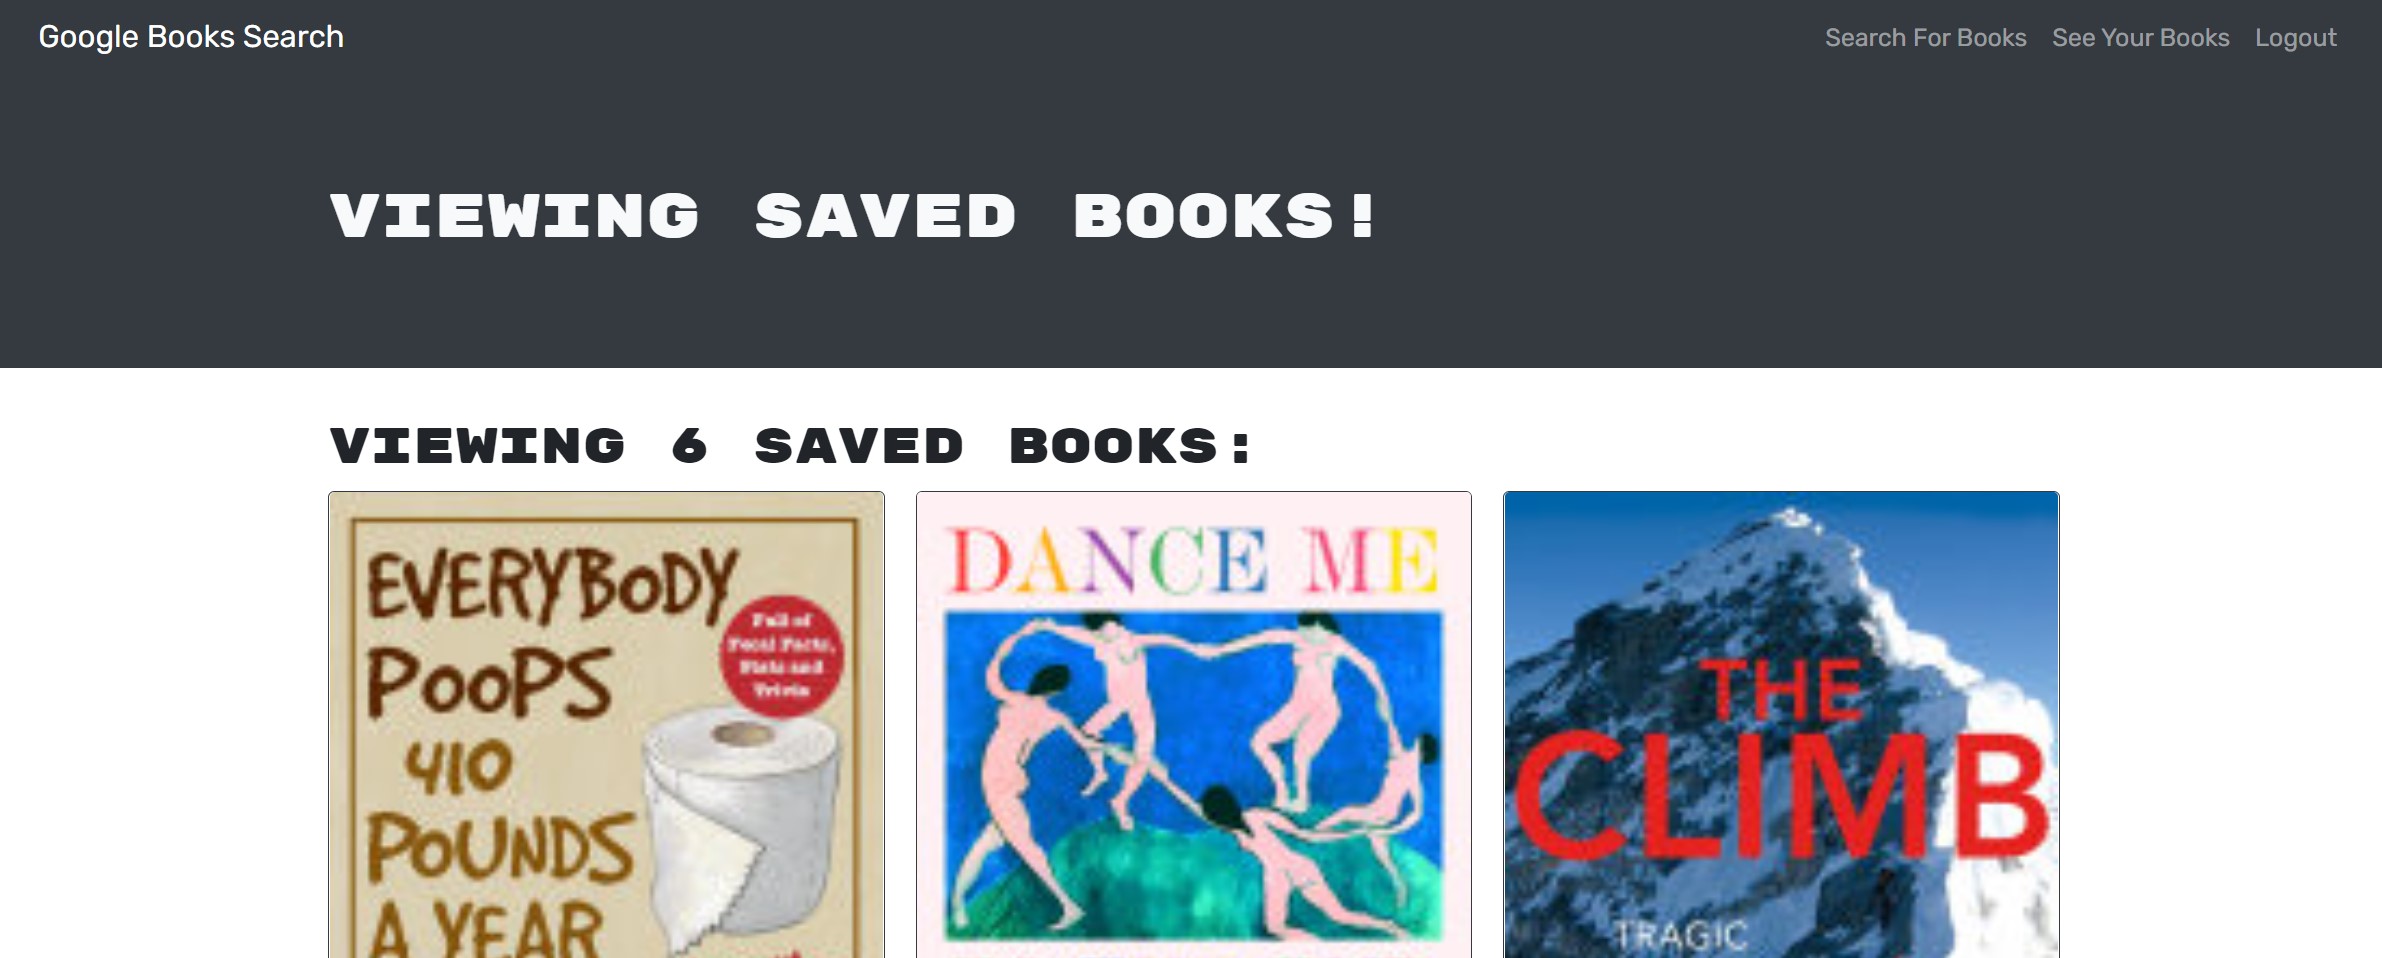 Google Books Search
Search For Books See Your Books Logout
VIEWING SAVED BOOKS!
VIEWING 6 SAVED BOOKS:
EVERYBODY
POOPS
410
POUNDS
A YEAR
Full of
Fecal Facts,
Stats and
Trivia
DANCE ME
THE
CLIMB
TRAGIC